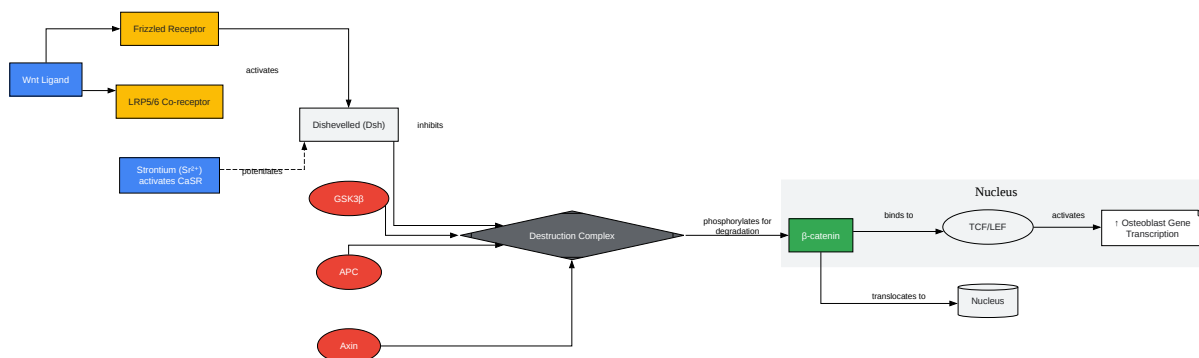 Frizzled Receptor
Wnt Ligand
activates
LRP5/6 Co-receptor
Dishevelled (Dsh)
inhibits
Strontium (Sr²⁺)
activates CaSR
potentiates
GSK3β
Destruction Complex
APC
Axin
phosphorylates for
degradation
Nucleus
β-catenin
binds to
TCF/LEF
activates
↑ Osteoblast Gene
Transcription
translocates to
Nucleus